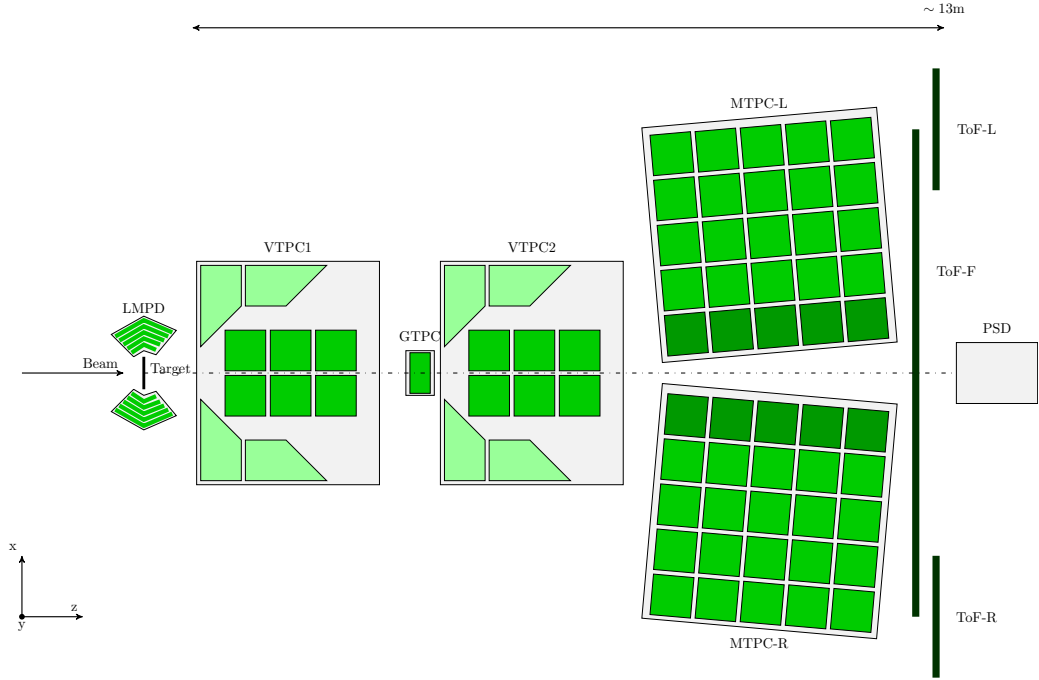 ∼ 13m
MTPC-L
ToF-L
VTPC1
VTPC2
ToF-F
LMPD
GTPC
PSD
Beam
Target
x
z
y
ToF-R
MTPC-R